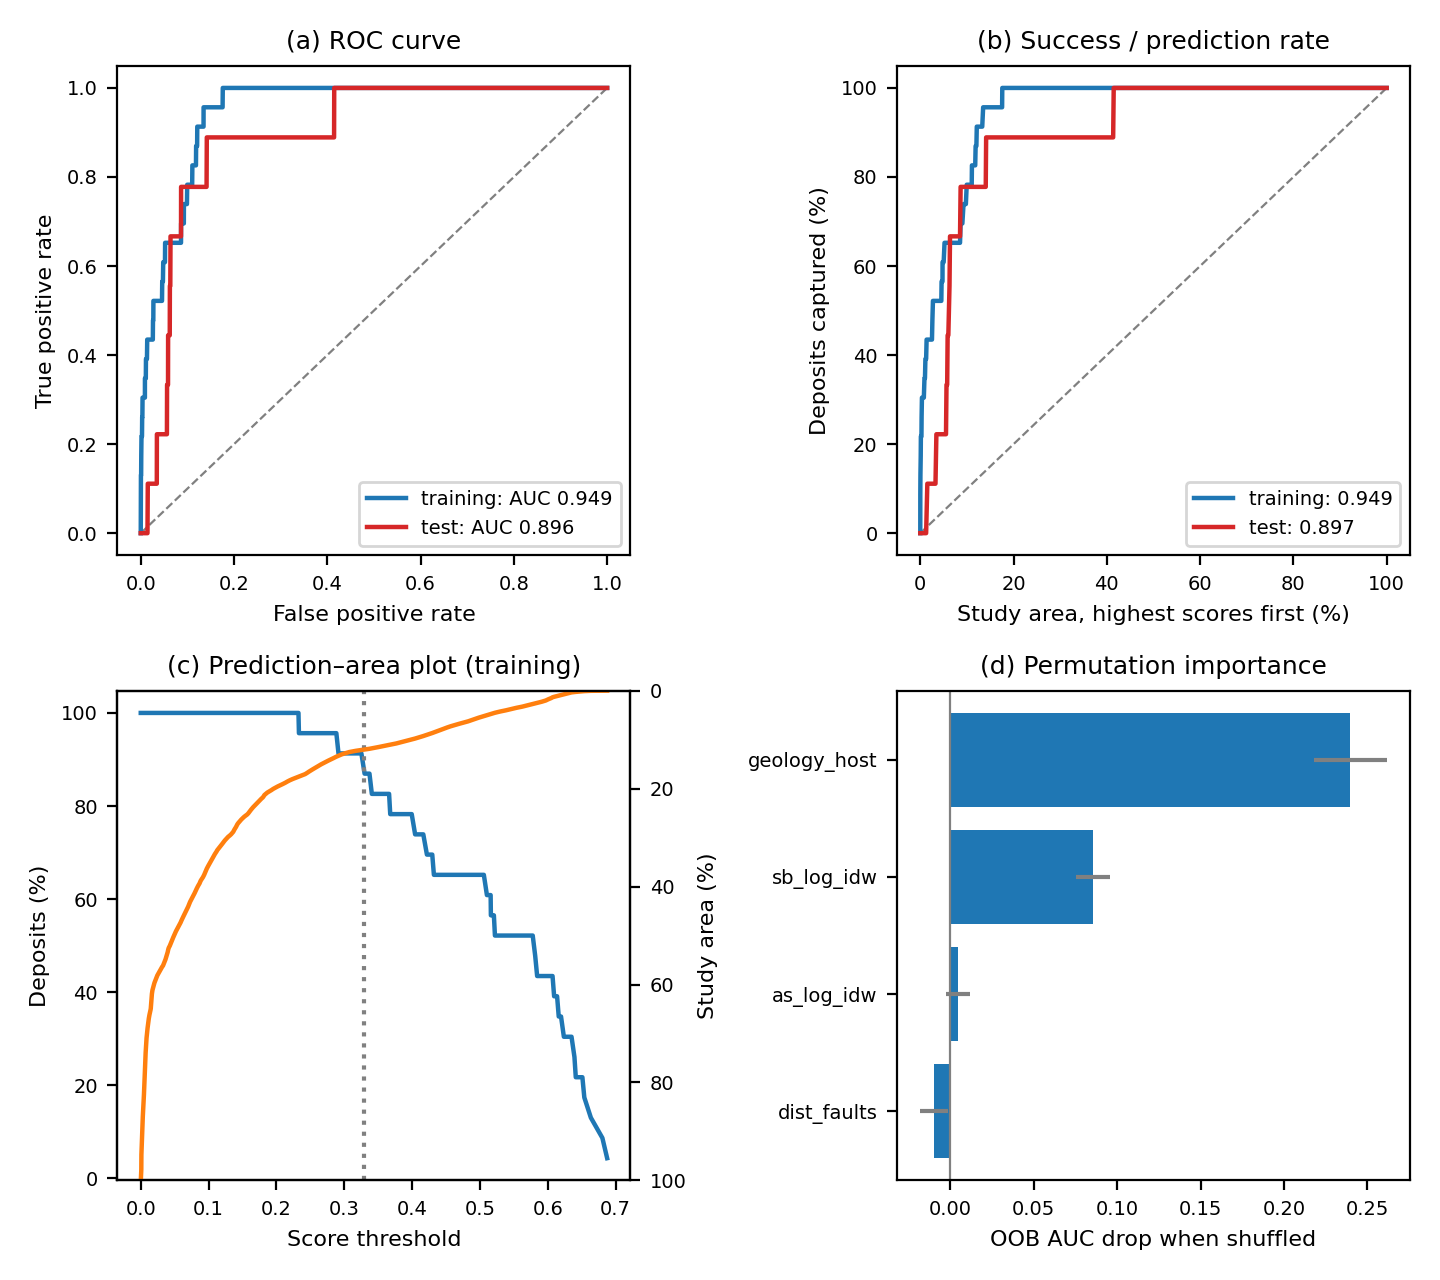 (a) ROC curve
True positive rate
1.0
0.8
0.6
0.4
0.2
0.0
training: AUC 0.949
test: AUC 0.896
0.0 0.2 0.4 0.6 0.8 1.0
False positive rate
(b) Success / prediction rate
Deposits captured (%)
100
80
60
40
20
0
training: 0.949
test: 0.897
0 20 40 60 80 100
Study area, highest scores first (%)
(c) Prediction–area plot (training)
Deposits (%)
100
80
60
40
20
0
0
20
40
60
80
100
Study area (%)
0.0 0.1 0.2 0.3 0.4 0.5 0.6 0.7
Score threshold
(d) Permutation importance
geology_host
sb_log_idw
as_log_idw
dist_faults
0.00 0.05 0.10 0.15 0.20 0.25
OOB AUC drop when shuffled